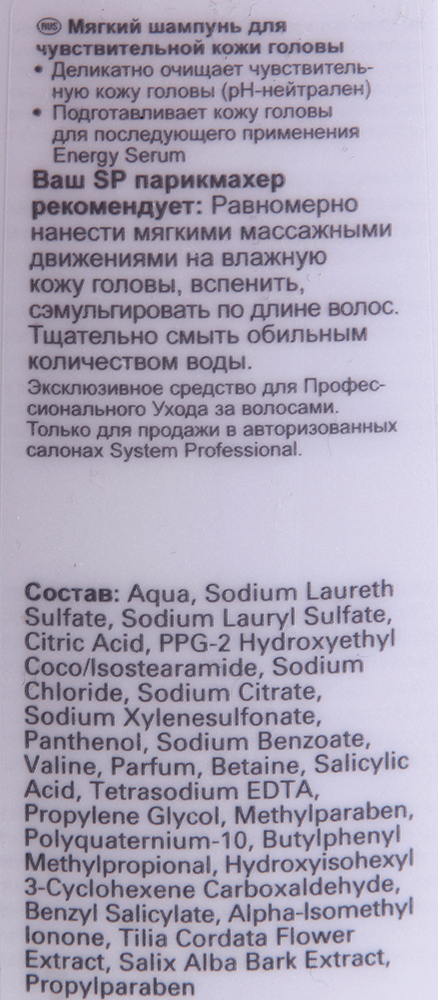 RUS Мягкий шампунь для
чувствительной кожи головы
• Деликатно очищает чувствитель-
ную кожу головы (pH-нейтрален)
• Подготавливает кожу головы
для последующего применения
Energy Serum
Ваш SP парикмахер
рекомендует: Равномерно
нанести мягкими массажными
движениями на влажную
кожу головы, вспенить,
сэмульгировать по длине волос.
Тщательно смыть обильным
количеством воды.
Эксклюзивное средство для Профес-
сионального Ухода за волосами.
Только для продажи в авторизованных
салонах System Professional.
Состав: Aqua, Sodium Laureth
Sulfate, Sodium Lauryl Sulfate,
Citric Acid, PPG-2 Hydroxyethyl
Coco/Isostearamide, Sodium
Chloride, Sodium Citrate,
Sodium Xylenesulfonate,
Panthenol, Sodium Benzoate,
Valine, Parfum, Betaine, Salicylic
Acid, Tetrasodium EDTA,
Propylene Glycol, Methylparaben,
Polyquaternium-10, Butylphenyl
Methylpropional, Hydroxyisohexyl
3-Cyclohexene Carboxaldehyde,
Benzyl Salicylate, Alpha-Isomethyl
Ionone, Tilia Cordata Flower
Extract, Salix Alba Bark Extract,
Propylparaben